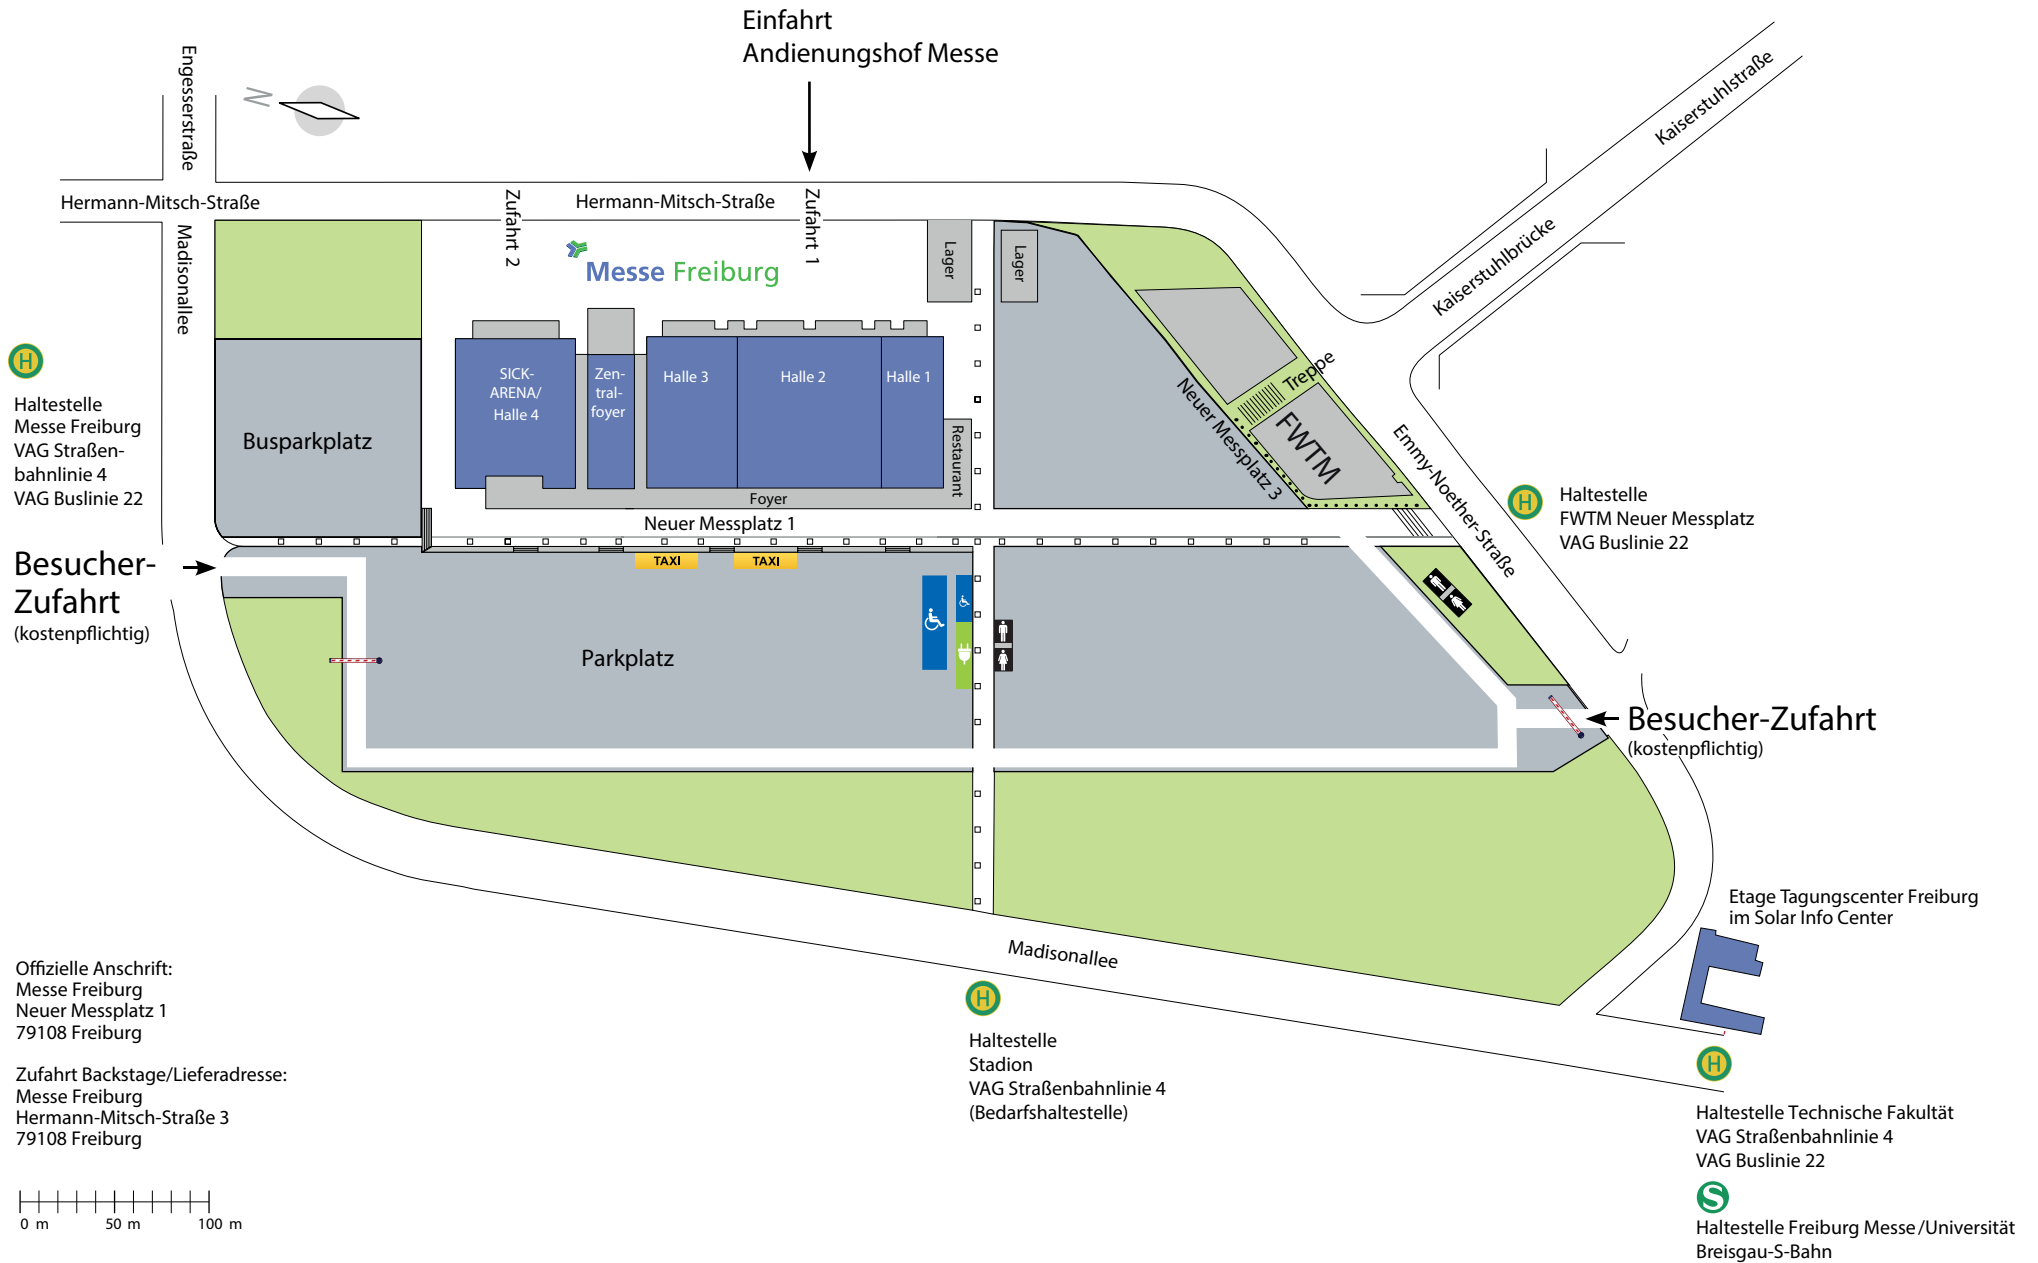 Einfahrt
Andienungshof Messe
Engesserstraße
N
Kaiserstuhlstraße
Hermann-Mitsch-Straße
Zufahrt 2
Hermann-Mitsch-Straße
Zufahrt 1
Madisonallee
Messe Freiburg
Lager
Lager
Kaiserstuhlbrücke
H
Haltestelle
Messe Freiburg
VAG Straßen-
bahnlinie 4
VAG Buslinie 22
Busparkplatz
SICK-
ARENA/
Halle 4
Zen-
tral-
foyer
Halle 3
Halle 2
Halle 1
Restaurant
Foyer
Neuer Messplatz 1
Treppe
Neuer Messplatz 3
FWTM
Emmy-Noether-Straße
H
Haltestelle
FWTM Neuer Messplatz
VAG Buslinie 22
Besucher-
Zufahrt
(kostenpflichtig)
TAXI
TAXI
Parkplatz
Besucher-Zufahrt
(kostenpflichtig)
Etage Tagungscenter Freiburg
im Solar Info Center
Madisonallee
Offizielle Anschrift:
Messe Freiburg
Neuer Messplatz 1
79108 Freiburg
Zufahrt Backstage/Lieferadresse:
Messe Freiburg
Hermann-Mitsch-Straße 3
79108 Freiburg
H
Haltestelle
Stadion
VAG Straßenbahnlinie 4
(Bedarfshaltestelle)
H
Haltestelle Technische Fakultät
VAG Straßenbahnlinie 4
VAG Buslinie 22
S
Haltestelle Freiburg Messe/Universität
Breisgau-S-Bahn
0 m 50 m 100 m